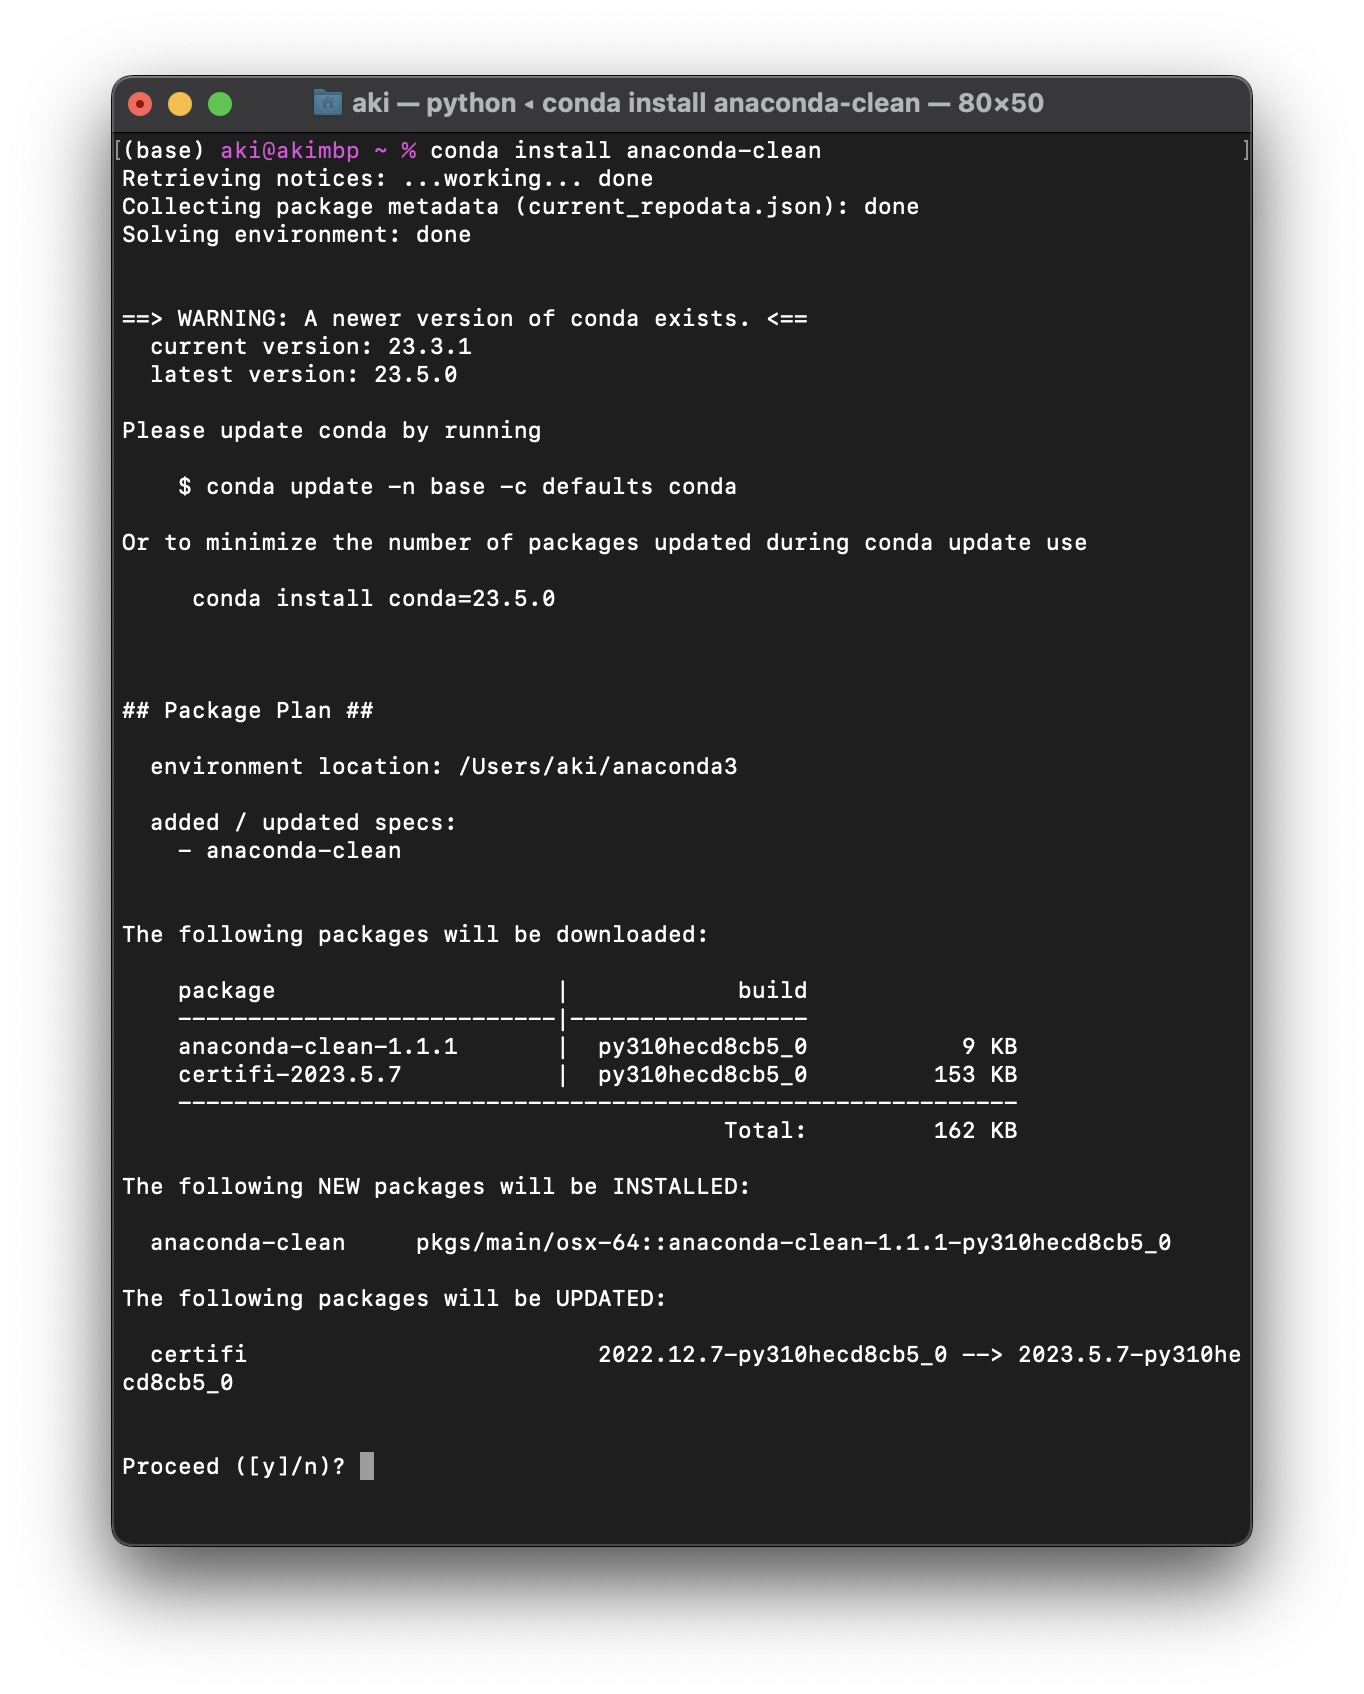 aki — python ◂ conda install anaconda-clean — 80×50
[(base) aki@akimbp ~ % conda install anaconda-clean ]
Retrieving notices: ...working... done
Collecting package metadata (current_repodata.json): done
Solving environment: done
==> WARNING: A newer version of conda exists. <==
  current version: 23.3.1
  latest version: 23.5.0
Please update conda by running
    $ conda update -n base -c defaults conda
Or to minimize the number of packages updated during conda update use
     conda install conda=23.5.0
## Package Plan ##
  environment location: /Users/aki/anaconda3
  added / updated specs:
    - anaconda-clean
The following packages will be downloaded:
    package                    |            build
    ---------------------------|-----------------
    anaconda-clean-1.1.1       |  py310hecd8cb5_0           9 KB
    certifi-2023.5.7           |  py310hecd8cb5_0         153 KB
    ------------------------------------------------------------
                                           Total:         162 KB
The following NEW packages will be INSTALLED:
  anaconda-clean     pkgs/main/osx-64::anaconda-clean-1.1.1-py310hecd8cb5_0
The following packages will be UPDATED:
  certifi                         2022.12.7-py310hecd8cb5_0 --> 2023.5.7-py310he
cd8cb5_0
Proceed ([y]/n)?